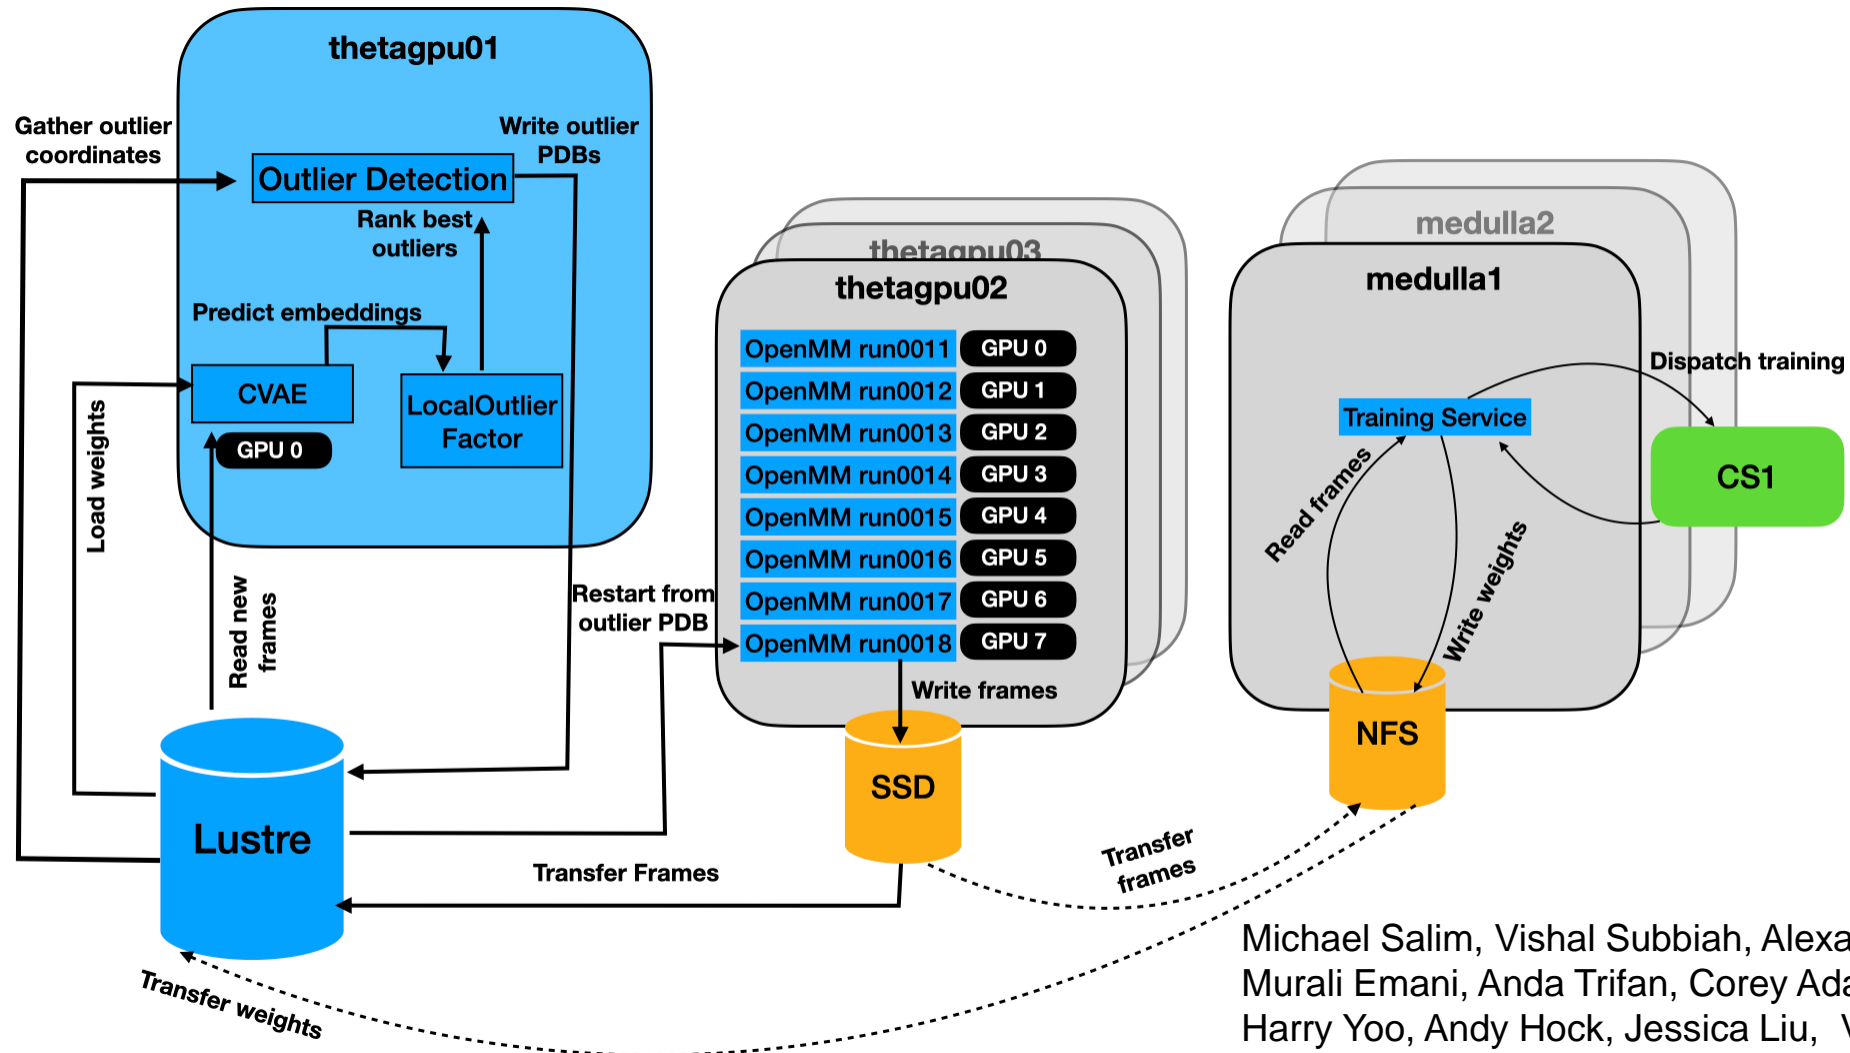 thetagpu01
Gather outlier
coordinates
Write outlier
PDBs
Outlier Detection
Rank best
outliers
Predict embeddings
CVAE
GPU 0
LocalOutlier
Factor
Load weights
Read new
frames
Lustre
thetagpu03
thetagpu02
OpenMM run0011 GPU 0
OpenMM run0012 GPU 1
OpenMM run0013 GPU 2
OpenMM run0014 GPU 3
OpenMM run0015 GPU 4
OpenMM run0016 GPU 5
OpenMM run0017 GPU 6
OpenMM run0018 GPU 7
Restart from
outlier PDB
Write frames
SSD
Transfer Frames
Transfer
frames
Transfer weights
medulla2
medulla1
Dispatch training
Training Service
CS1
Read frames
Write weights
NFS
Michael Salim, Vishal Subbiah, Alexa
Murali Emani, Anda Trifan, Corey Ada
Harry Yoo, Andy Hock, Jessica Liu, V